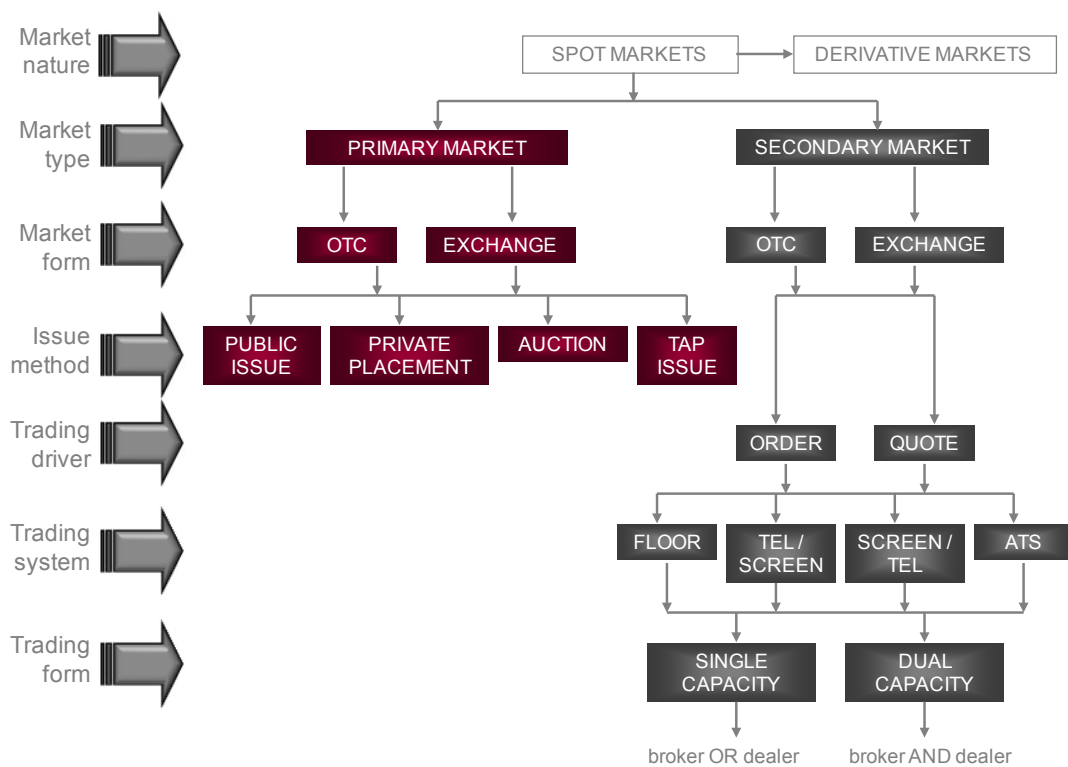 Market
nature
SPOT MARKETS
DERIVATIVE MARKETS
Market
type
PRIMARY MARKET
SECONDARY MARKET
Market
form
OTC
EXCHANGE
OTC
EXCHANGE
Issue
method
PUBLIC
ISSUE
PRIVATE
PLACEMENT
AUCTION
TAP
ISSUE
Trading
driver
ORDER
QUOTE
Trading
system
FLOOR
TEL /
SCREEN
SCREEN /
TEL
ATS
Trading
form
SINGLE
CAPACITY
DUAL
CAPACITY
broker OR dealer
broker AND dealer